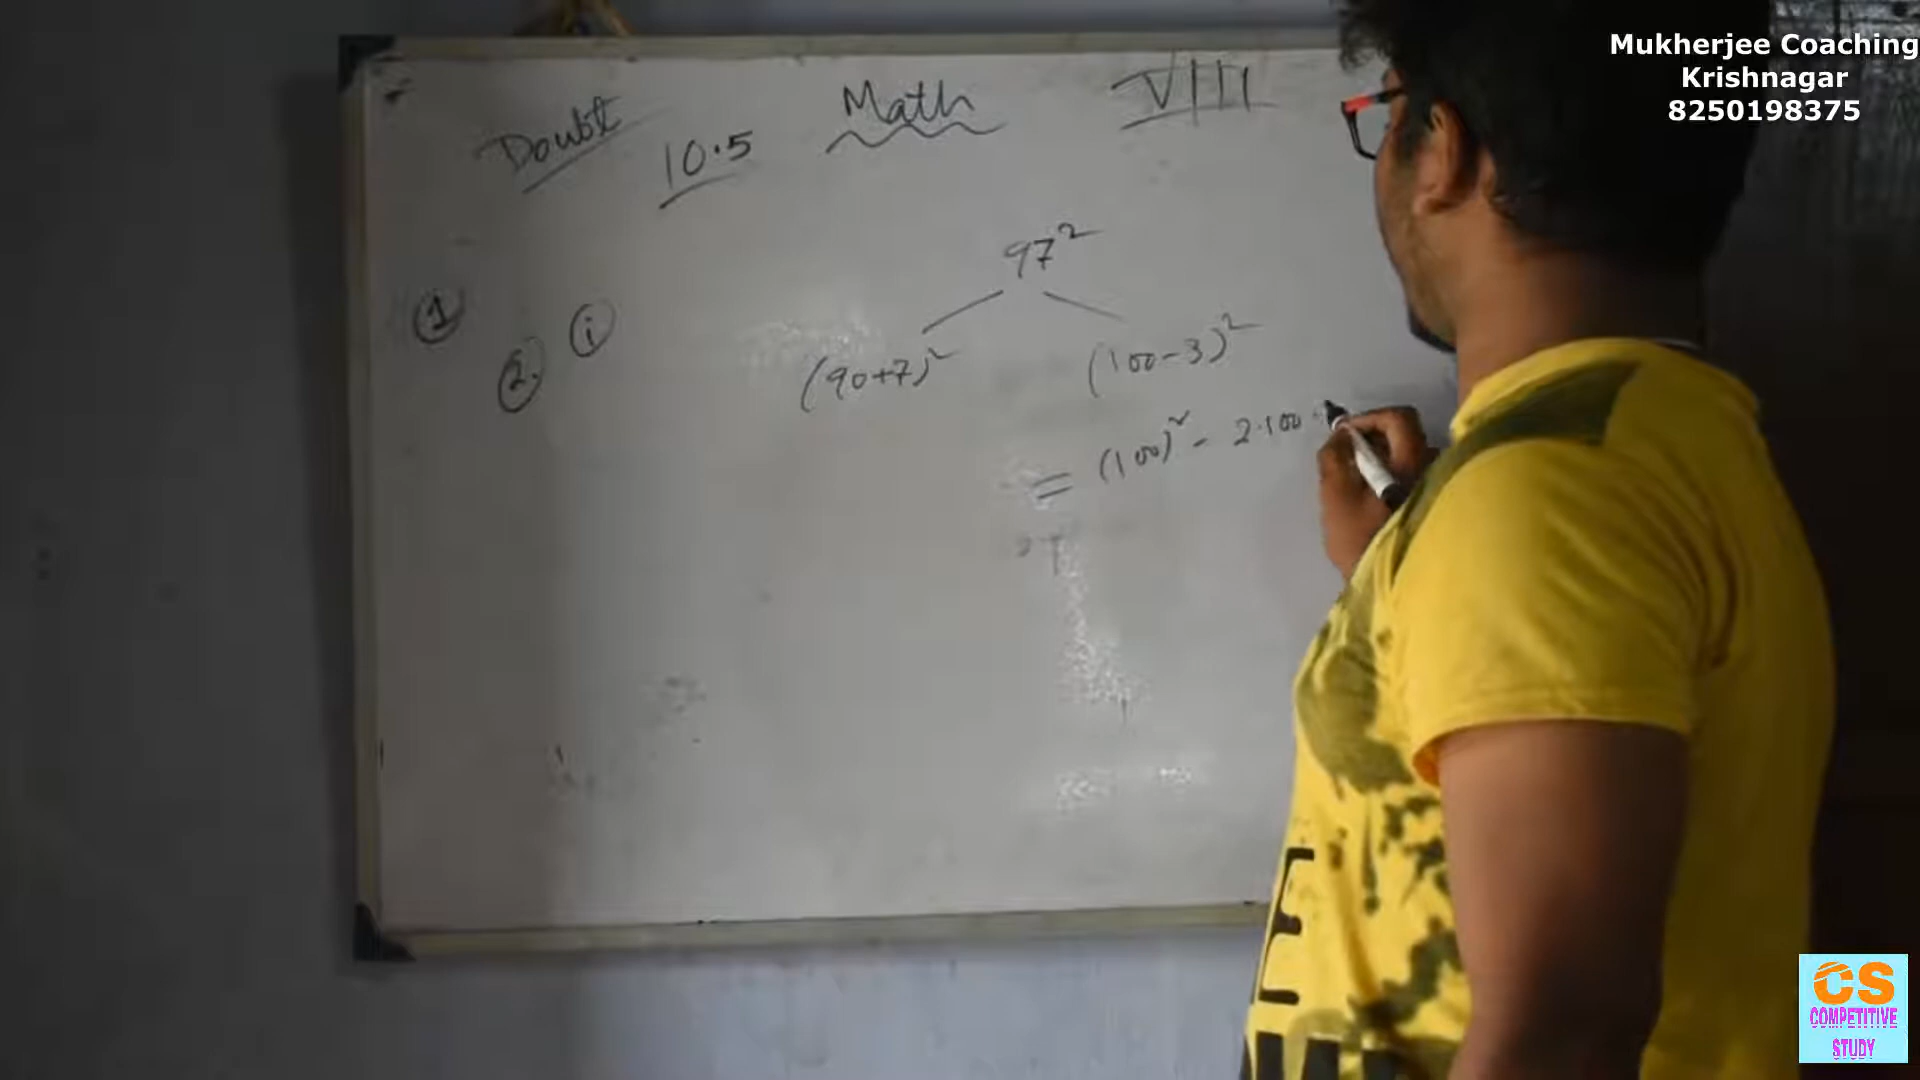 Mukherjee Coaching
Krishnagar
8250198375
Doubt
10.5
Math
VIII
97²
(90+7)²
(100-3)²
= (100)² - 2·100
1
2. i
E
CS
COMPETITIVE
STUDY